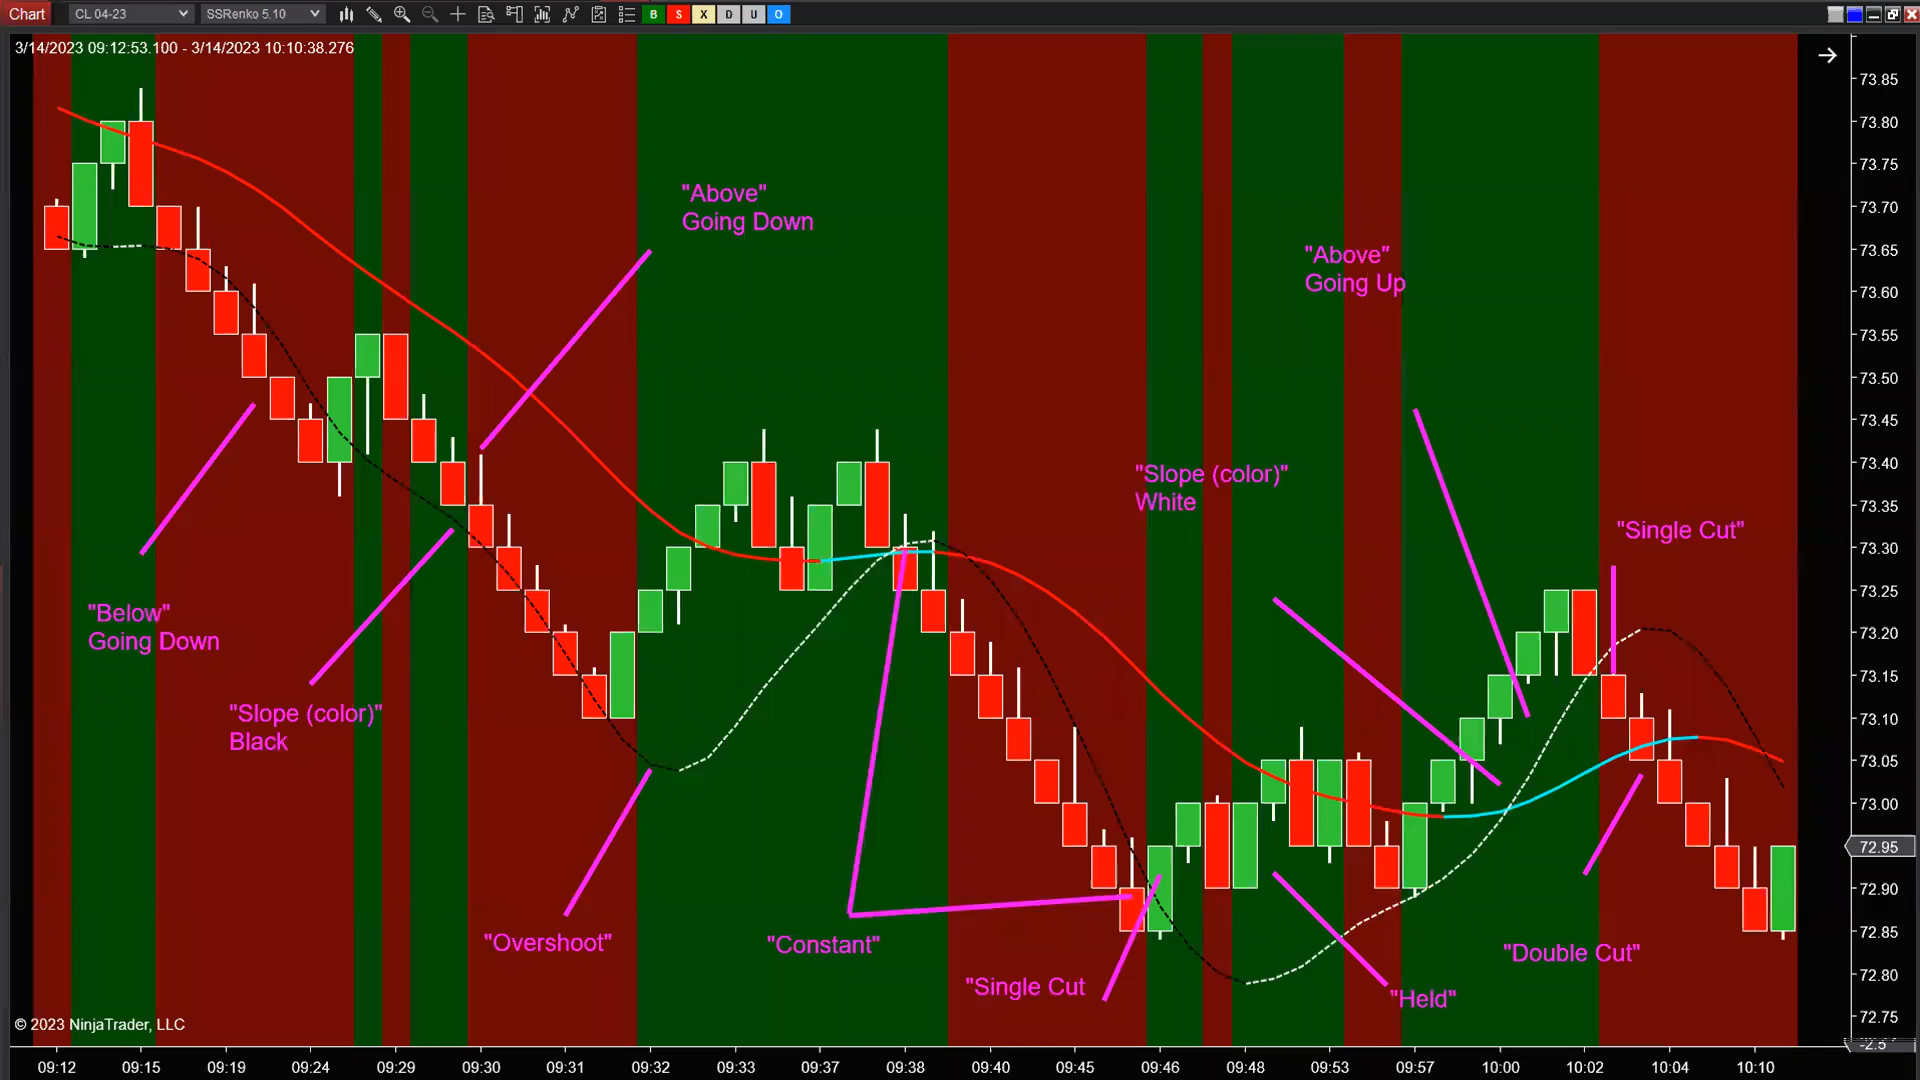 Chart CL 04-23 SSRenko 5.10 B S X D U O
3/14/2023 09:12:53.100 - 3/14/2023 10:10:38.276
73.85
73.80
73.75
73.70
73.65
73.60
73.55
73.50
73.45
73.40
73.35
73.30
73.25
73.20
73.15
73.10
73.05
73.00
72.95
72.90
72.85
72.80
72.75
-2.5
"Above"
Going Down
"Above"
Going Up
"Slope (color)"
White
"Single Cut"
"Below"
Going Down
"Slope (color)"
Black
"Overshoot"
"Constant"
"Single Cut
"Held"
"Double Cut"
© 2023 NinjaTrader, LLC
09:12 09:15 09:19 09:24 09:29 09:30 09:31 09:32 09:33 09:37 09:38 09:40 09:45 09:46 09:48 09:53 09:57 10:00 10:02 10:04 10:10